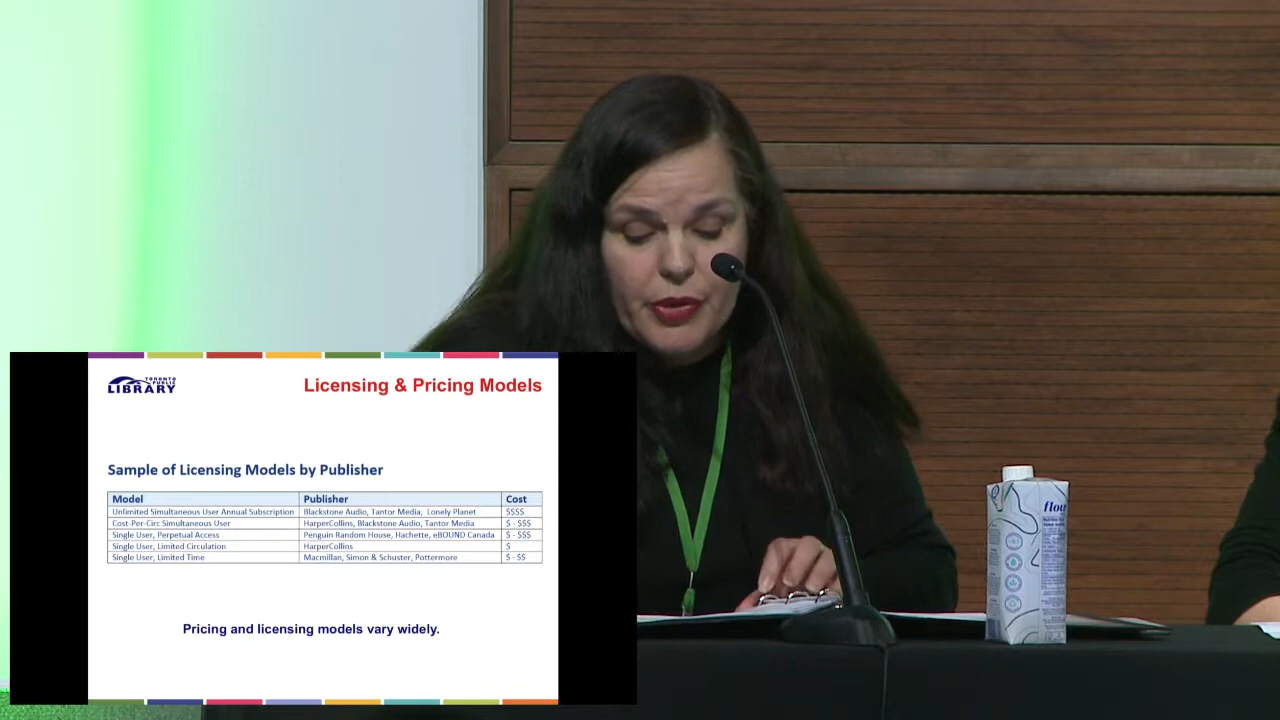 TORONTO
PUBLIC
LIBRARY
Licensing & Pricing Models
Sample of Licensing Models by Publisher
Model Publisher Cost
Unlimited Simultaneous User Annual Subscription Blackstone Audio, Tantor Media, Lonely Planet $$$$
Cost-Per-Circ Simultaneous User HarperCollins, Blackstone Audio, Tantor Media $ - $$$
Single User, Perpetual Access Penguin Random House, Hachette, eBOUND Canada $ - $$$
Single User, Limited Circulation HarperCollins $
Single User, Limited Time Macmillan, Simon & Schuster, Pottermore $ - $$
Pricing and licensing models vary widely.